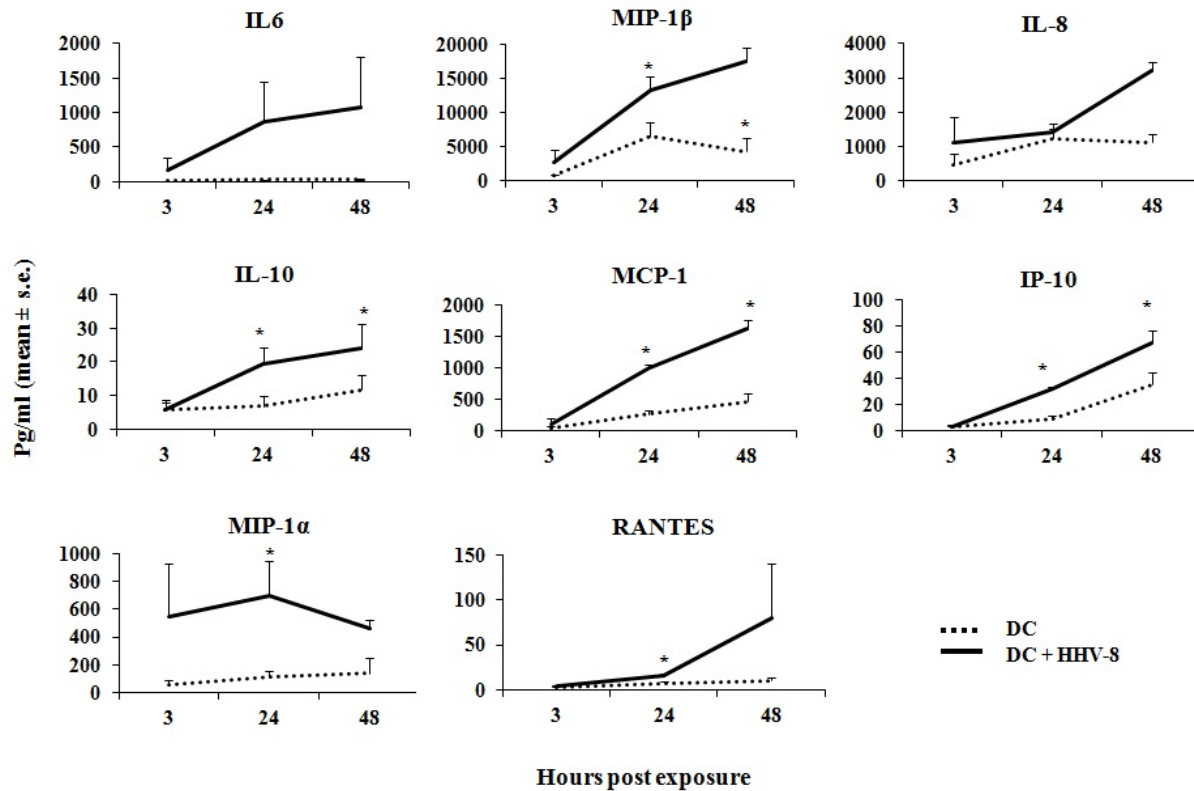 IL6
2000
1500
1000
500
0
3 24 48
MIP-1β
20000
15000
10000
5000
0
*
*
3 24 48
IL-8
4000
3000
2000
1000
0
3 24 48
Pg/ml (mean ± s.e.)
IL-10
40
30
20
10
0
*
*
3 24 48
MCP-1
2000
1500
1000
500
0
*
*
3 24 48
IP-10
100
80
60
40
20
0
*
*
3 24 48
MIP-1α
1000
800
600
400
200
0
*
3 24 48
RANTES
150
100
50
0
*
3 24 48
DC
DC + HHV-8
Hours post exposure